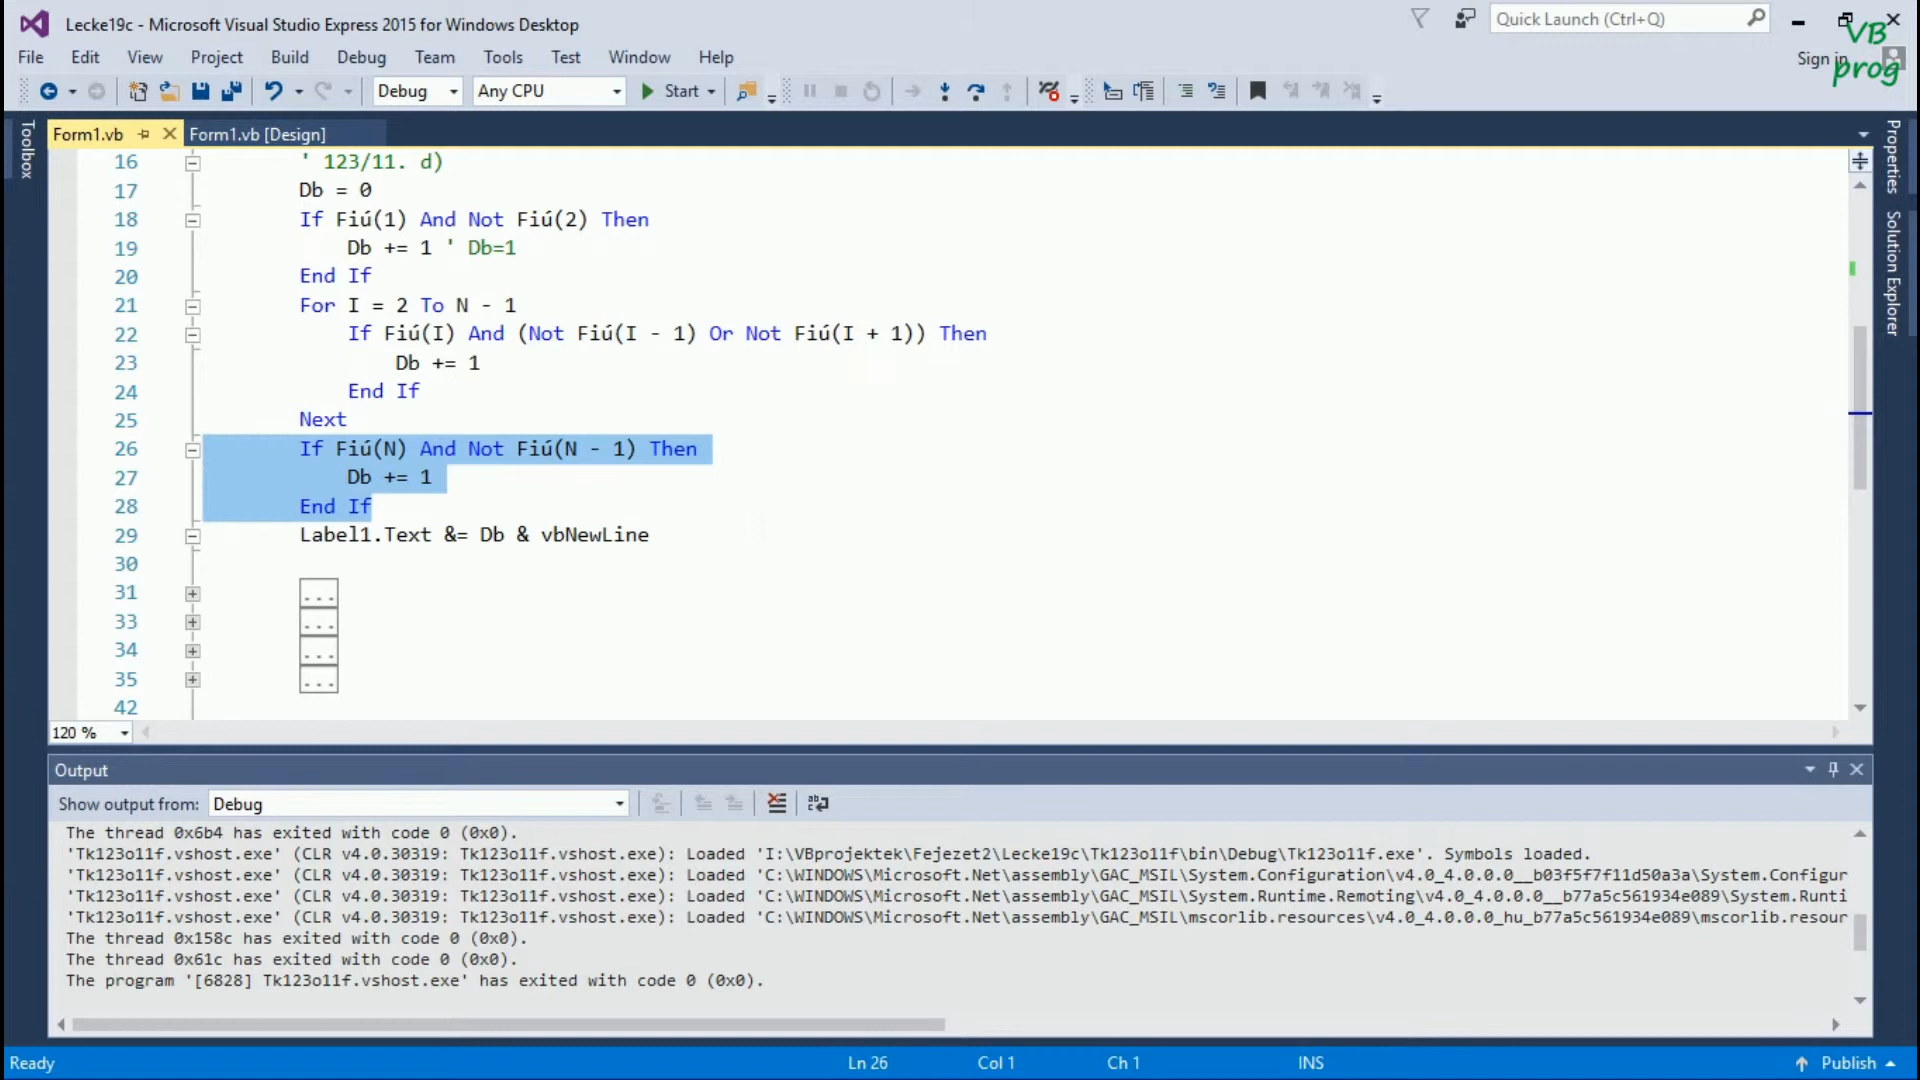 Lecke19c - Microsoft Visual Studio Express 2015 for Windows Desktop
Quick Launch (Ctrl+Q)
VB
prog
File Edit View Project Build Debug Team Tools Test Window Help
Sign in
Debug Any CPU Start
Toolbox
Form1.vb Form1.vb [Design]
Properties
Solution Explorer
16 ' 123/11. d)
17 Db = 0
18 If Fiú(1) And Not Fiú(2) Then
19 Db += 1 ' Db=1
20 End If
21 For I = 2 To N - 1
22 If Fiú(I) And (Not Fiú(I - 1) Or Not Fiú(I + 1)) Then
23 Db += 1
24 End If
25 Next
26 If Fiú(N) And Not Fiú(N - 1) Then
27 Db += 1
28 End If
29 Label1.Text &= Db & vbNewLine
30
31 ...
33 ...
34 ...
35 ...
42
120 %
Output
Show output from: Debug
The thread 0x6b4 has exited with code 0 (0x0).
'Tk123o11f.vshost.exe' (CLR v4.0.30319: Tk123o11f.vshost.exe): Loaded 'I:\VBprojektek\Fejezet2\Lecke19c\Tk123o11f\bin\Debug\Tk123o11f.exe'. Symbols loaded.
'Tk123o11f.vshost.exe' (CLR v4.0.30319: Tk123o11f.vshost.exe): Loaded 'C:\WINDOWS\Microsoft.Net\assembly\GAC_MSIL\System.Configuration\v4.0_4.0.0.0__b03f5f7f11d50a3a\System.Configur
'Tk123o11f.vshost.exe' (CLR v4.0.30319: Tk123o11f.vshost.exe): Loaded 'C:\WINDOWS\Microsoft.Net\assembly\GAC_MSIL\System.Runtime.Remoting\v4.0_4.0.0.0__b77a5c561934e089\System.Runti
'Tk123o11f.vshost.exe' (CLR v4.0.30319: Tk123o11f.vshost.exe): Loaded 'C:\WINDOWS\Microsoft.Net\assembly\GAC_MSIL\mscorlib.resources\v4.0_4.0.0.0_hu_b77a5c561934e089\mscorlib.resour
The thread 0x158c has exited with code 0 (0x0).
The thread 0x61c has exited with code 0 (0x0).
The program '[6828] Tk123o11f.vshost.exe' has exited with code 0 (0x0).
Ready Ln 26 Col 1 Ch 1 INS Publish